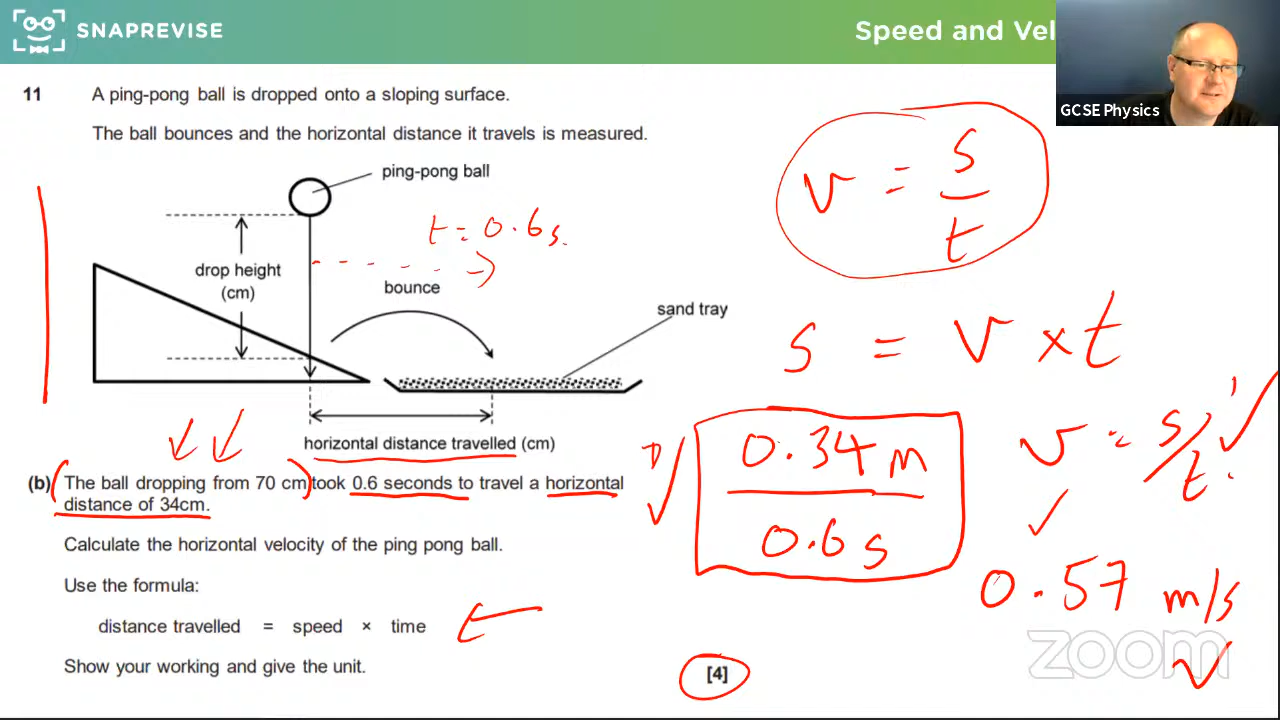 SNAPREVISE
Speed and Vel
GCSE Physics
11 A ping-pong ball is dropped onto a sloping surface.
The ball bounces and the horizontal distance it travels is measured.
ping-pong ball
t = 0.6s.
drop height
(cm)
bounce
sand tray
horizontal distance travelled (cm)
v = s/t
s = v × t
0.34 m
0.6 s
v = s/t
0.57 m/s
(b) The ball dropping from 70 cm took 0.6 seconds to travel a horizontal
distance of 34cm.
Calculate the horizontal velocity of the ping pong ball.
Use the formula:
distance travelled = speed × time
Show your working and give the unit.
[4]
zoom